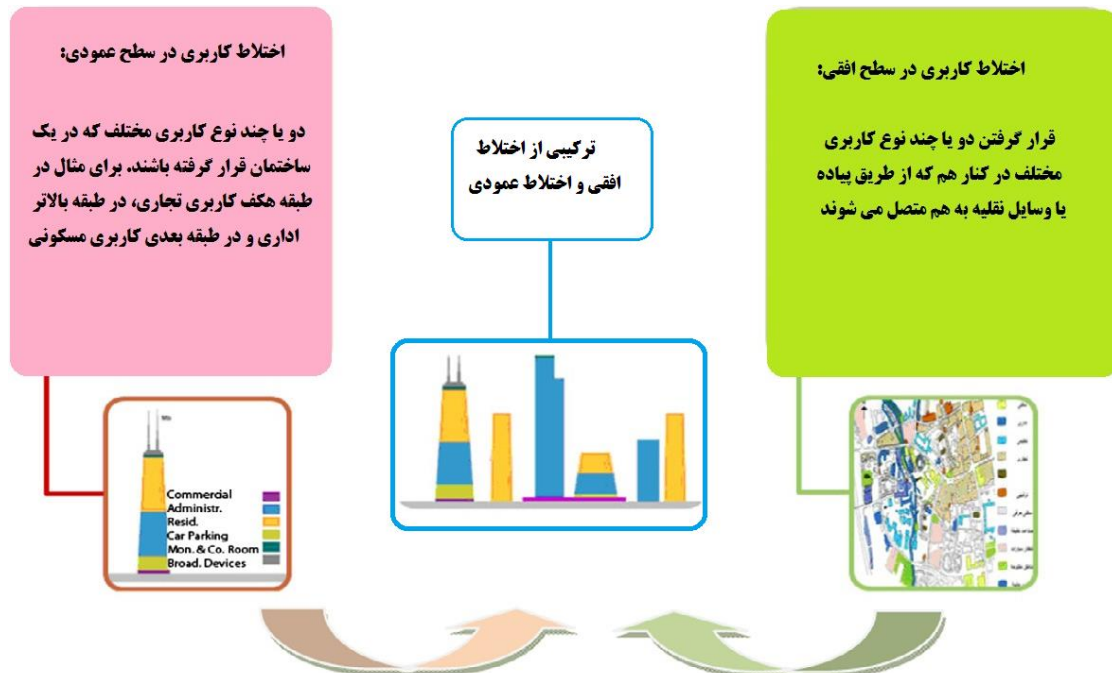 اختلاط کاربری در سطح افقی:
قرار گرفتن دو یا چند نوع کاربری
مختلف در کنار هم که از طریق پیاده
یا وسایل نقلیه به هم متصل می شوند
ترکیبی از اختلاط
افقی و اختلاط عمودی
اختلاط کاربری در سطح عمودی:
دو یا چند نوع کاربری مختلف که در یک
ساختمان قرار گرفته باشند. برای مثال در
طبقه هکف کاربری تجاری، در طبقه بالاتر
اداری و در طبقه بعدی کاربری مسکونی
Commercial
Administr.
Resid.
Car Parking
Mon. & Co. Room
Broad. Devices